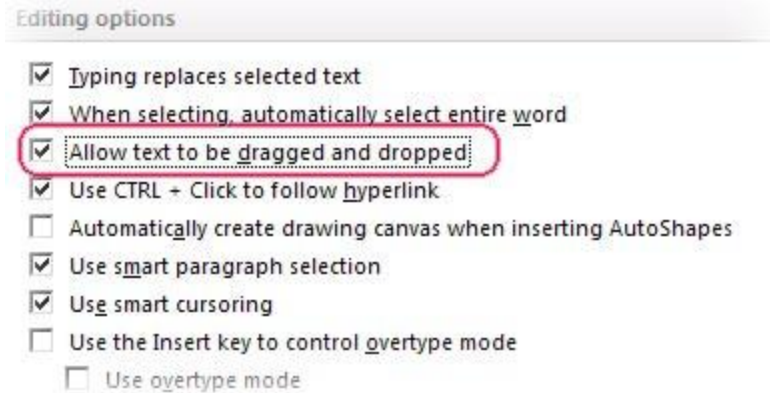 Editing options
Typing replaces selected text
When selecting, automatically select entire word
Allow text to be dragged and dropped
Use CTRL + Click to follow hyperlink
Automatically create drawing canvas when inserting AutoShapes
Use smart paragraph selection
Use smart cursoring
Use the Insert key to control overtype mode
Use overtype mode